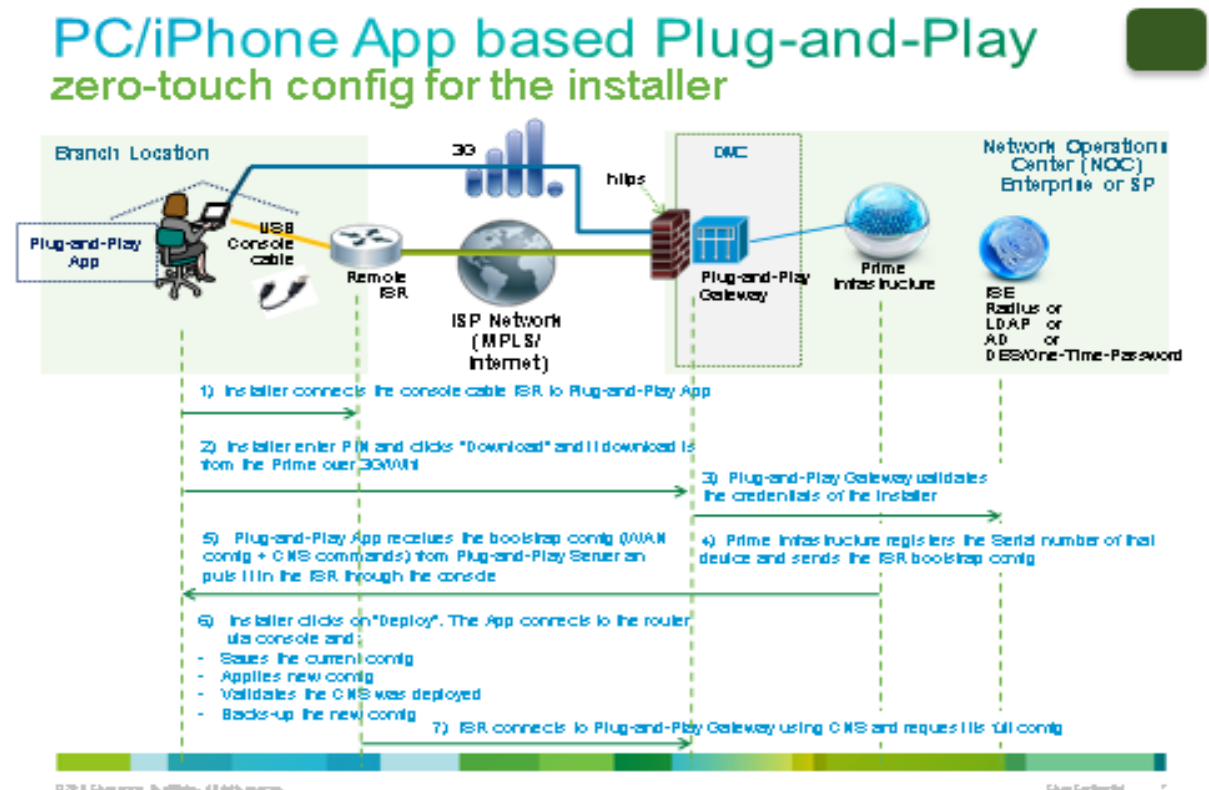 PC/iPhone App based Plug-and-Play
zero-touch config for the installer
Branch Location
3G
https
Network Operations
Center (NOC)
Enterprise or SP
Plug-and-Play
App
USB
Console
cable
Remote
ISR
ISP Network
(MPLS/
Internet)
Plug-and-Play
Gateway
Prime
Infrastructure
ISE
Radius or
LDAP or
AD or
DES/One-Time-Password
1) Installer connects the console cable ISR to Plug-and-Play App
2) Installer enter PIN and clicks "Download" and it download is
from the Prime over 3G/Wifi
3) Plug-and-Play Gateway validates
the credentials of the installer
4) Prime Infrastructure registers the Serial number of that
device and sends the ISR bootstrap config
5) Plug-and-Play App receives the bootstrap config (WAN
config + CNS commands) from Plug-and-Play Server an
puts it in the ISR through the console
6) Installer clicks on "Deploy". The App connects to the router
via console and:
- Saves the current config
- Applies new config
- Validates the CNS was deployed
- Backs-up the new config
7) ISR connects to Plug-and-Play Gateway using CNS and request its full config
Cisco Confidential